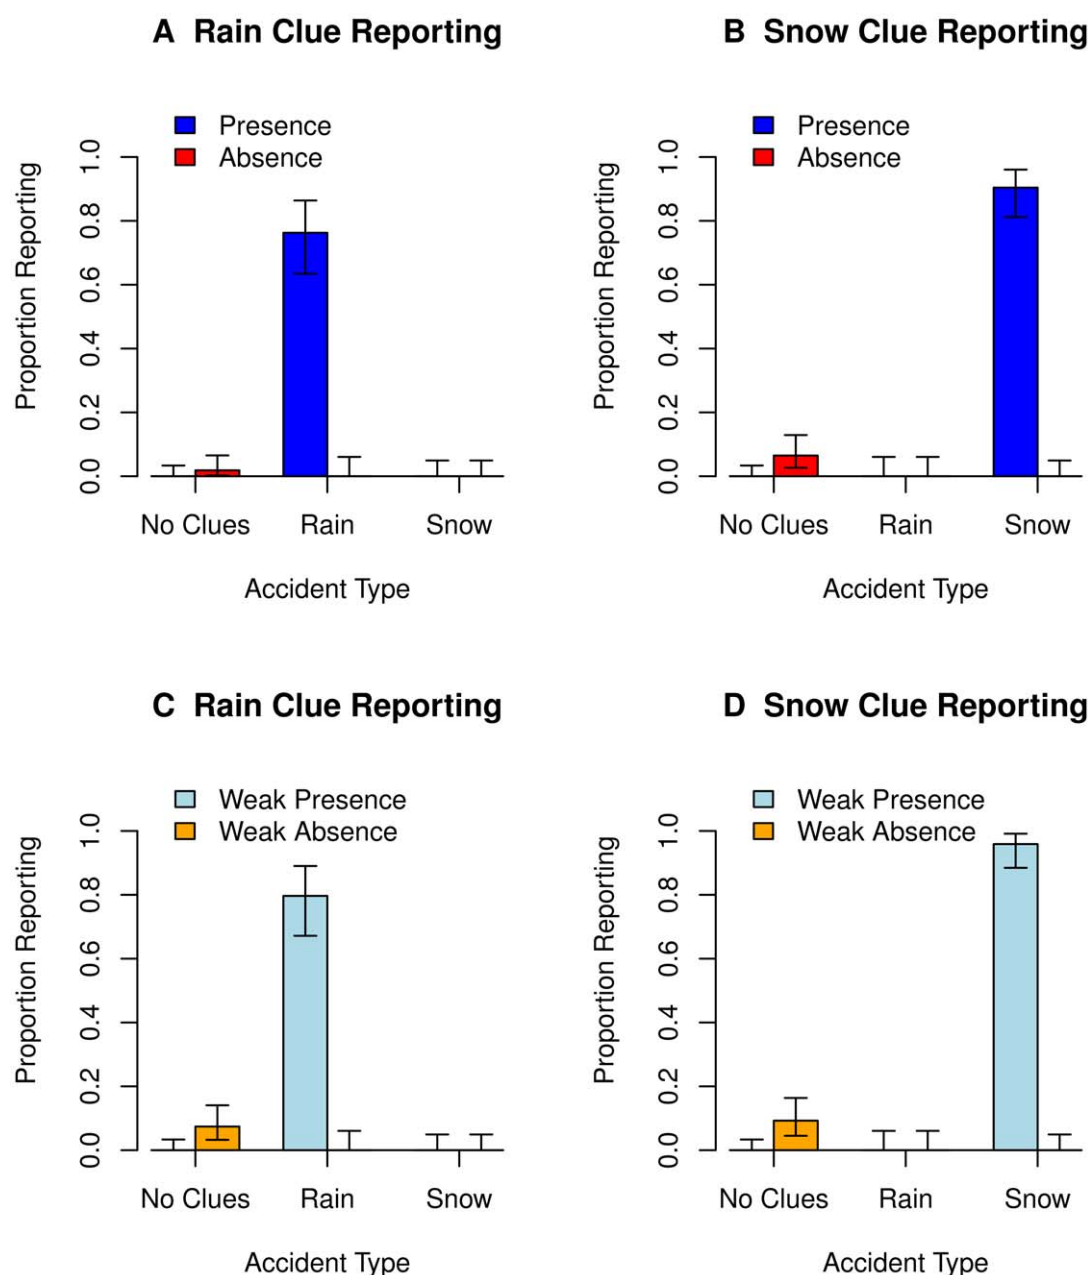 A  Rain Clue Reporting
Presence
Absence
Proportion Reporting
1.0
0.8
0.6
0.4
0.2
0.0
No Clues
Rain
Snow
Accident Type
B  Snow Clue Reporting
Presence
Absence
Proportion Reporting
1.0
0.8
0.6
0.4
0.2
0.0
No Clues
Rain
Snow
Accident Type
C  Rain Clue Reporting
Weak Presence
Weak Absence
Proportion Reporting
1.0
0.8
0.6
0.4
0.2
0.0
No Clues
Rain
Snow
Accident Type
D  Snow Clue Reporting
Weak Presence
Weak Absence
Proportion Reporting
1.0
0.8
0.6
0.4
0.2
0.0
No Clues
Rain
Snow
Accident Type